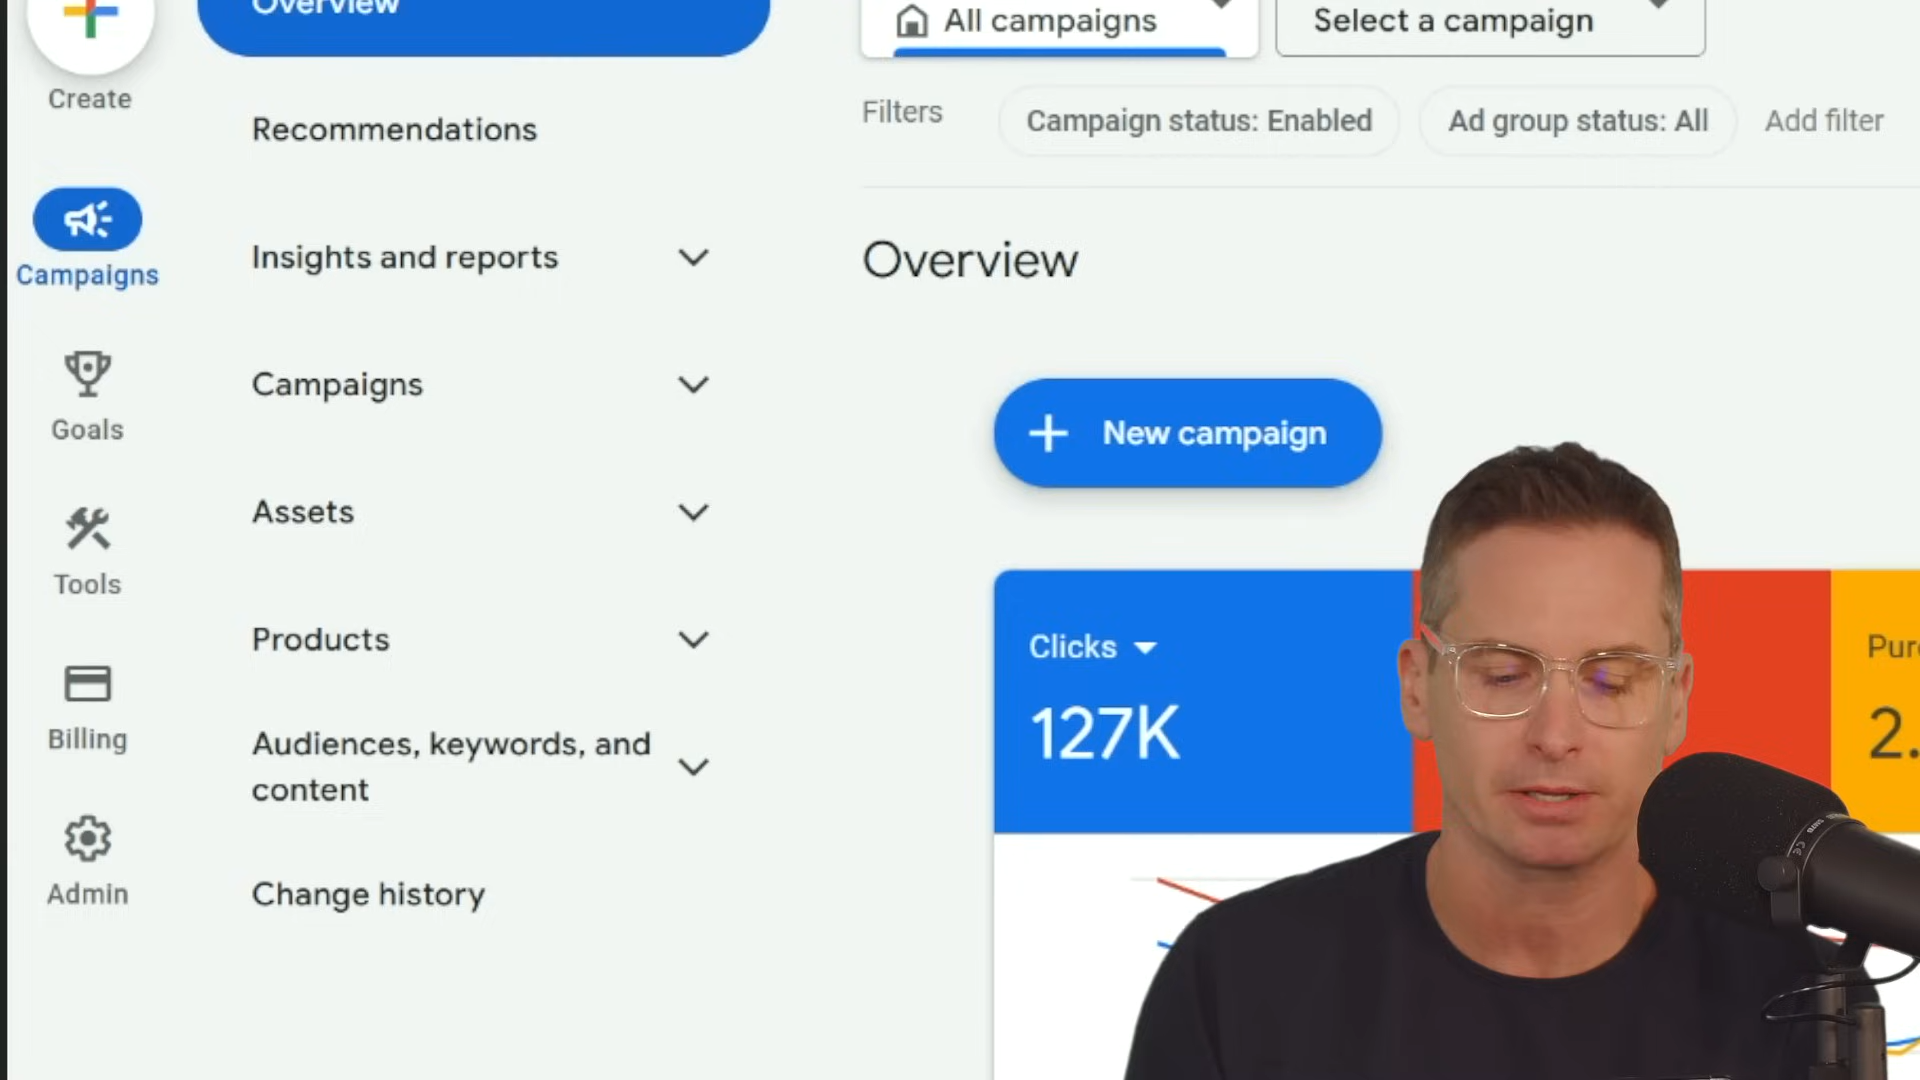 Overview
All campaigns
Select a campaign
Create
Filters
Campaign status: Enabled
Ad group status: All
Add filter
Recommendations
Campaigns
Insights and reports
Overview
Campaigns
Goals
New campaign
Assets
Tools
Products
Clicks
127K
2.
Billing
Audiences, keywords, and
content
Admin
Change history